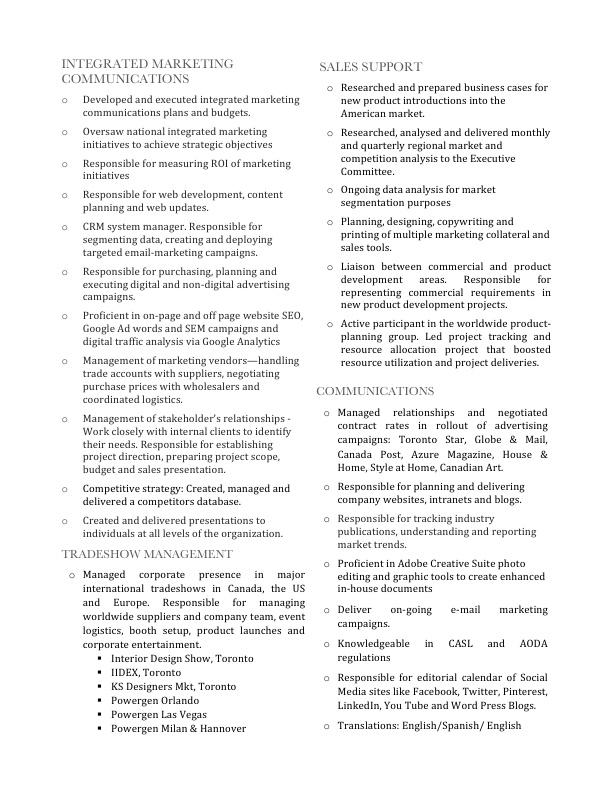 INTEGRATED MARKETING
COMMUNICATIONS
o Developed and executed integrated marketing
communications plans and budgets.
o Oversaw national integrated marketing
initiatives to achieve strategic objectives
o Responsible for measuring ROI of marketing
initiatives
o Responsible for web development, content
planning and web updates.
o CRM system manager. Responsible for
segmenting data, creating and deploying
targeted email-marketing campaigns.
o Responsible for purchasing, planning and
executing digital and non-digital advertising
campaigns.
o Proficient in on-page and off page website SEO,
Google Ad words and SEM campaigns and
digital traffic analysis via Google Analytics
o Management of marketing vendors—handling
trade accounts with suppliers, negotiating
purchase prices with wholesalers and
coordinated logistics.
o Management of stakeholder's relationships -
Work closely with internal clients to identify
their needs. Responsible for establishing
project direction, preparing project scope,
budget and sales presentation.
o Competitive strategy: Created, managed and
delivered a competitors database.
o Created and delivered presentations to
individuals at all levels of the organization.
TRADESHOW MANAGEMENT
o Managed corporate presence in major
international tradeshows in Canada, the US
and Europe. Responsible for managing
worldwide suppliers and company team, event
logistics, booth setup, product launches and
corporate entertainment.
▪ Interior Design Show, Toronto
▪ IIDEX, Toronto
▪ KS Designers Mkt, Toronto
▪ Powergen Orlando
▪ Powergen Las Vegas
▪ Powergen Milan & Hannover
SALES SUPPORT
o Researched and prepared business cases for
new product introductions into the
American market.
o Researched, analysed and delivered monthly
and quarterly regional market and
competition analysis to the Executive
Committee.
o Ongoing data analysis for market
segmentation purposes
o Planning, designing, copywriting and
printing of multiple marketing collateral and
sales tools.
o Liaison between commercial and product
development areas. Responsible for
representing commercial requirements in
new product development projects.
o Active participant in the worldwide product-
planning group. Led project tracking and
resource allocation project that boosted
resource utilization and project deliveries.
COMMUNICATIONS
o Managed relationships and negotiated
contract rates in rollout of advertising
campaigns: Toronto Star, Globe & Mail,
Canada Post, Azure Magazine, House &
Home, Style at Home, Canadian Art.
o Responsible for planning and delivering
company websites, intranets and blogs.
o Responsible for tracking industry
publications, understanding and reporting
market trends.
o Proficient in Adobe Creative Suite photo
editing and graphic tools to create enhanced
in-house documents
o Deliver on-going e-mail marketing
campaigns.
o Knowledgeable in CASL and AODA
regulations
o Responsible for editorial calendar of Social
Media sites like Facebook, Twitter, Pinterest,
LinkedIn, You Tube and Word Press Blogs.
o Translations: English/Spanish/ English